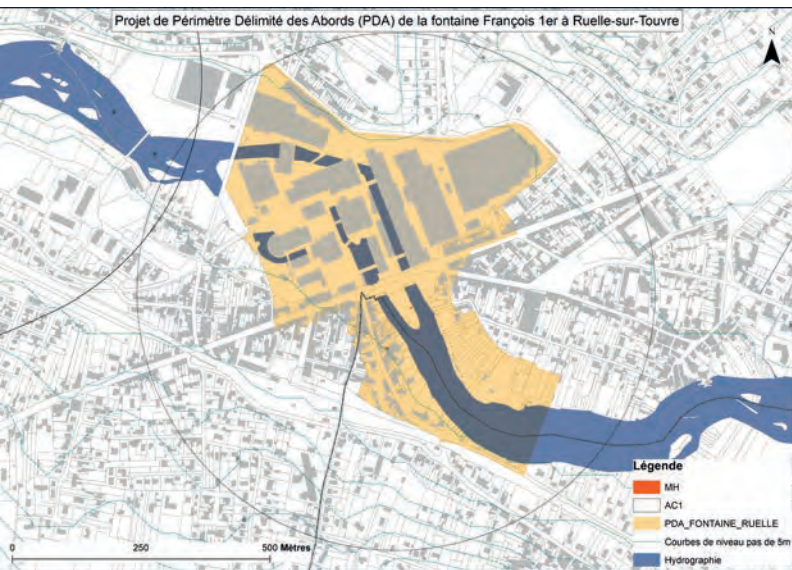 Projet de Périmètre Délimité des Abords (PDA) de la fontaine François 1er à Ruelle-sur-Touvre
N
Légende
MH
AC1
PDA_FONTAINE_RUELLE
Courbes de niveau pas de 5m
Hydrographie
0 250 500 Mètres